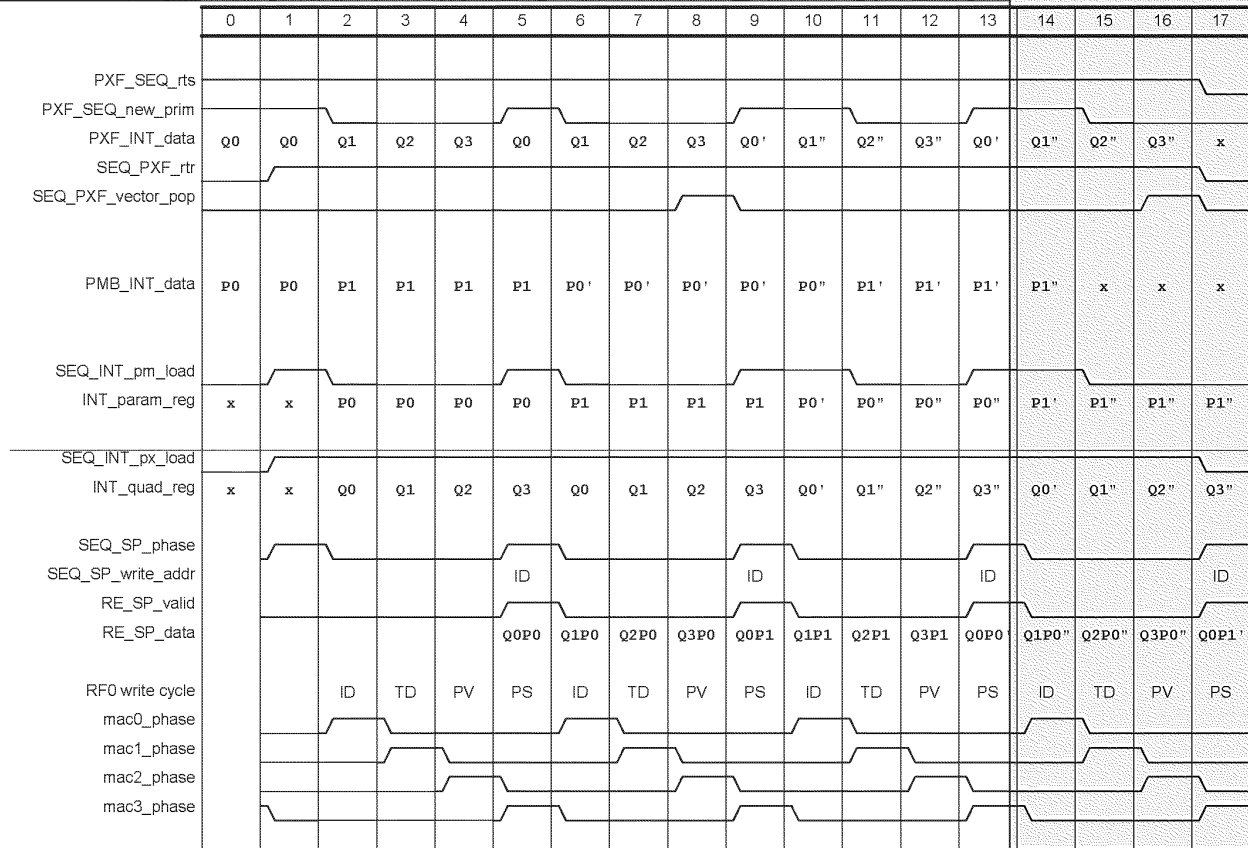 0 1 2 3 4 5 6 7 8 9 10 11 12 13 14 15 16 17
PXF_SEQ_rts
PXF_SEQ_new_prim
PXF_INT_data Q0 Q0 Q1 Q2 Q3 Q0 Q1 Q2 Q3 Q0' Q1" Q2" Q3" Q0' Q1" Q2" Q3" x
SEQ_PXF_rtr
SEQ_PXF_vector_pop
PMB_INT_data P0 P0 P1 P1 P1 P1 P0' P0' P0' P0' P0" P1' P1' P1' P1" x x x
SEQ_INT_pm_load
INT_param_reg x x P0 P0 P0 P0 P1 P1 P1 P1 P0' P0" P0" P0" P1' P1" P1" P1"
SEQ_INT_px_load
INT_quad_reg x x Q0 Q1 Q2 Q3 Q0 Q1 Q2 Q3 Q0' Q1" Q2" Q3" Q0' Q1" Q2" Q3"
SEQ_SP_phase
SEQ_SP_write_addr ID ID ID ID
RE_SP_valid
RE_SP_data Q0P0 Q1P0 Q2P0 Q3P0 Q0P1 Q1P1 Q2P1 Q3P1 Q0P0' Q1P0" Q2P0" Q3P0" Q0P1'
RF0 write cycle ID TD PV PS ID TD PV PS ID TD PV PS ID TD PV PS
mac0_phase
mac1_phase
mac2_phase
mac3_phase